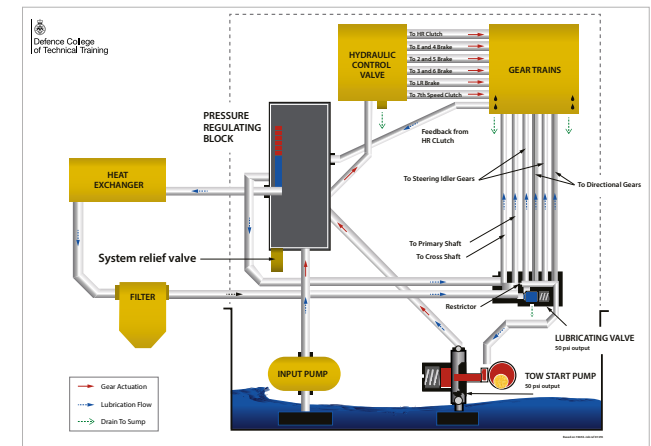 Defence College
of Technical Training
HYDRAULIC
CONTROL
VALVE
To HR Clutch
To E and 4 Brake
To 2 and 5 Brake
To 3 and 6 Brake
To LR Brake
To 7th Speed Clutch
GEAR TRAINS
PRESSURE
REGULATING
BLOCK
Feedback from
HR CLutch
HEAT
EXCHANGER
To Steering Idler Gears
To Directional Gears
System relief valve
To Primary Shaft
To Cross Shaft
FILTER
Restrictor
LUBRICATING VALVE
50 psi output
INPUT PUMP
TOW START PUMP
50 psi output
Gear Actuation
Lubrication Flow
Drain To Sump